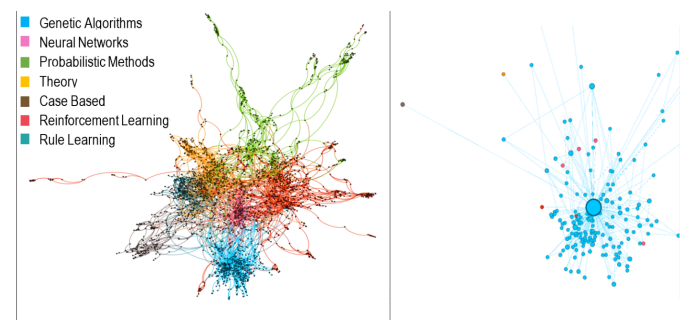 Genetic Algorithms
Neural Networks
Probabilistic Methods
Theory
Case Based
Reinforcement Learning
Rule Learning